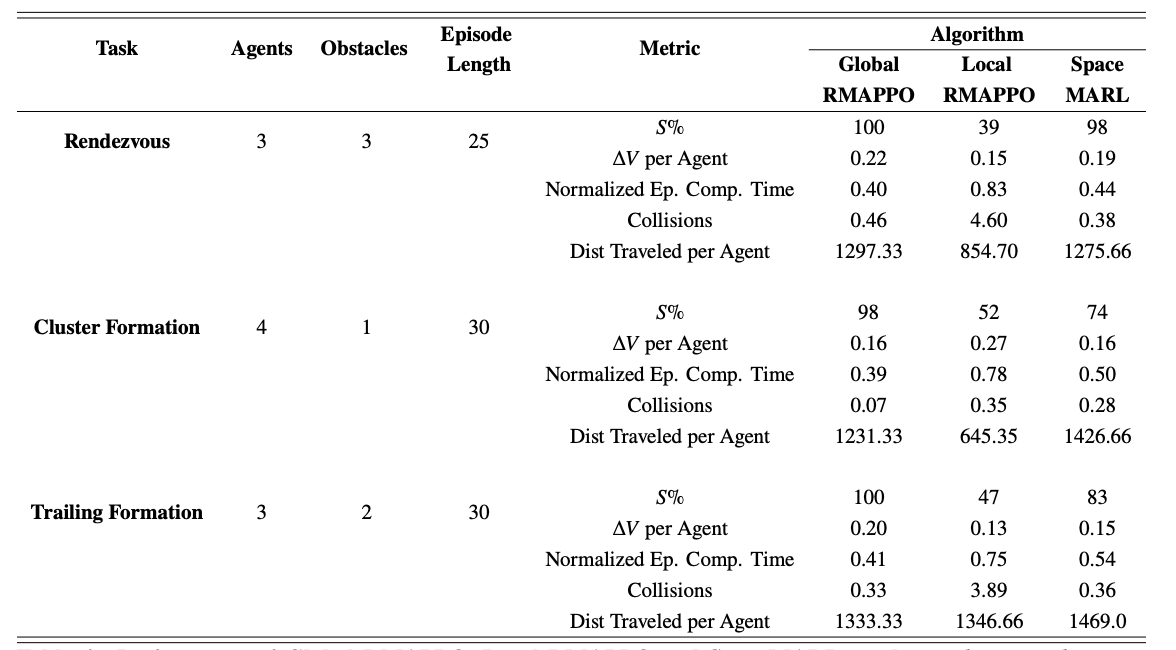 Task Agents Obstacles Episode Length Metric Algorithm
Global RMAPPO Local RMAPPO Space MARL
Rendezvous 3 3 25 S% 100 39 98
ΔV per Agent 0.22 0.15 0.19
Normalized Ep. Comp. Time 0.40 0.83 0.44
Collisions 0.46 4.60 0.38
Dist Traveled per Agent 1297.33 854.70 1275.66
Cluster Formation 4 1 30 S% 98 52 74
ΔV per Agent 0.16 0.27 0.16
Normalized Ep. Comp. Time 0.39 0.78 0.50
Collisions 0.07 0.35 0.28
Dist Traveled per Agent 1231.33 645.35 1426.66
Trailing Formation 3 2 30 S% 100 47 83
ΔV per Agent 0.20 0.13 0.15
Normalized Ep. Comp. Time 0.41 0.75 0.54
Collisions 0.33 3.89 0.36
Dist Traveled per Agent 1333.33 1346.66 1469.0